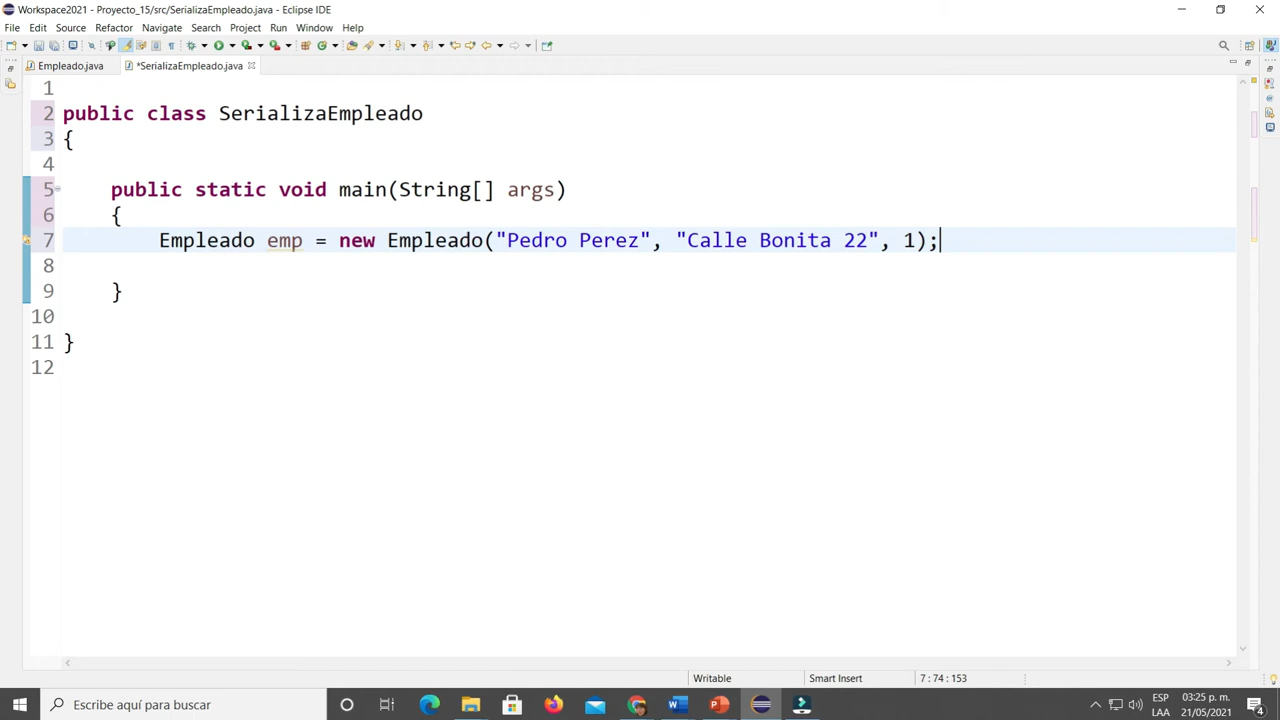 Workspace2021 - Proyecto_15/src/SerializaEmpleado.java - Eclipse IDE
File Edit Source Refactor Navigate Search Project Run Window Help
Empleado.java *SerializaEmpleado.java
1
2 public class SerializaEmpleado
3 {
4
5 public static void main(String[] args)
6 {
7 Empleado emp = new Empleado("Pedro Perez", "Calle Bonita 22", 1);
8
9 }
10
11 }
12
Writable Smart Insert 7 : 74 : 153
Escribe aquí para buscar
ESP 03:25 p. m.
LAA 21/05/2021
4